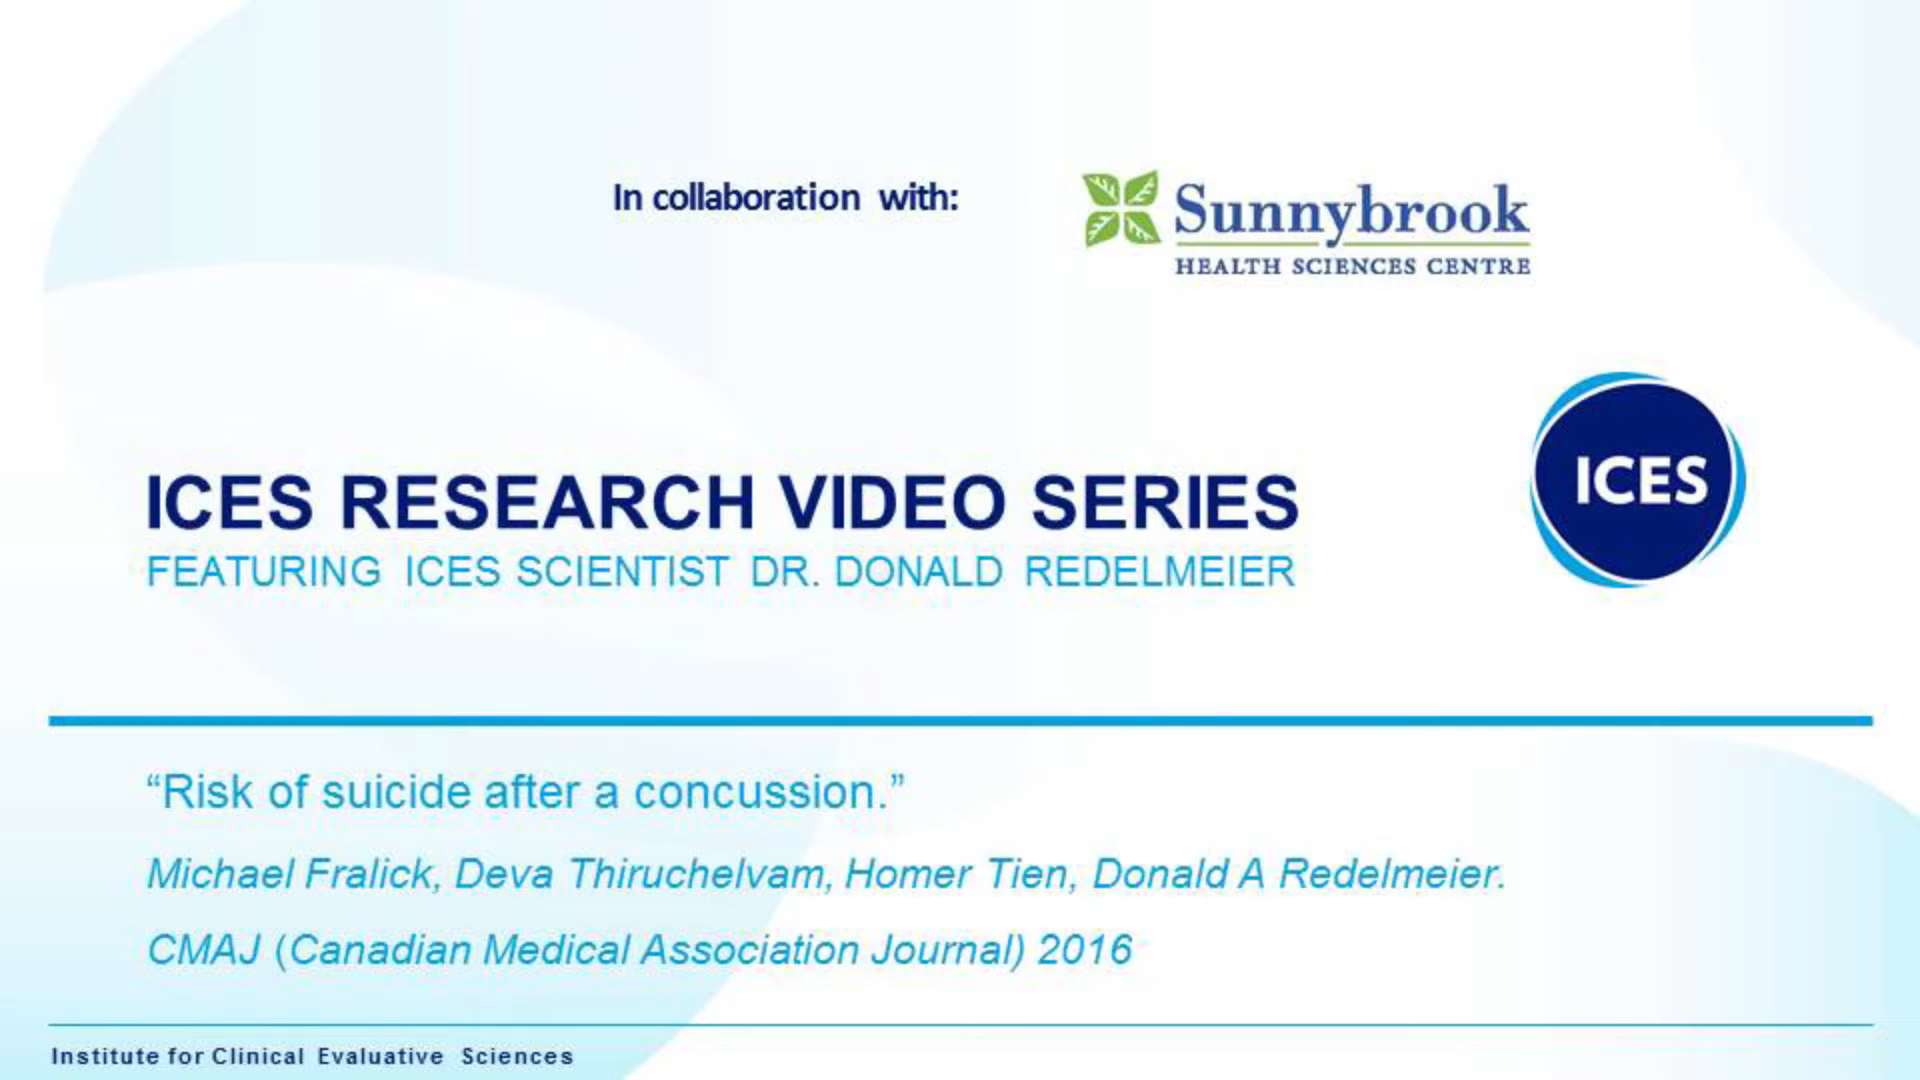 In collaboration with:
Sunnybrook
HEALTH SCIENCES CENTRE
ICES RESEARCH VIDEO SERIES
FEATURING ICES SCIENTIST DR. DONALD REDELMEIER
ICES
“Risk of suicide after a concussion.”
Michael Fralick, Deva Thiruchelvam, Homer Tien, Donald A Redelmeier.
CMAJ (Canadian Medical Association Journal) 2016
Institute for Clinical Evaluative Sciences